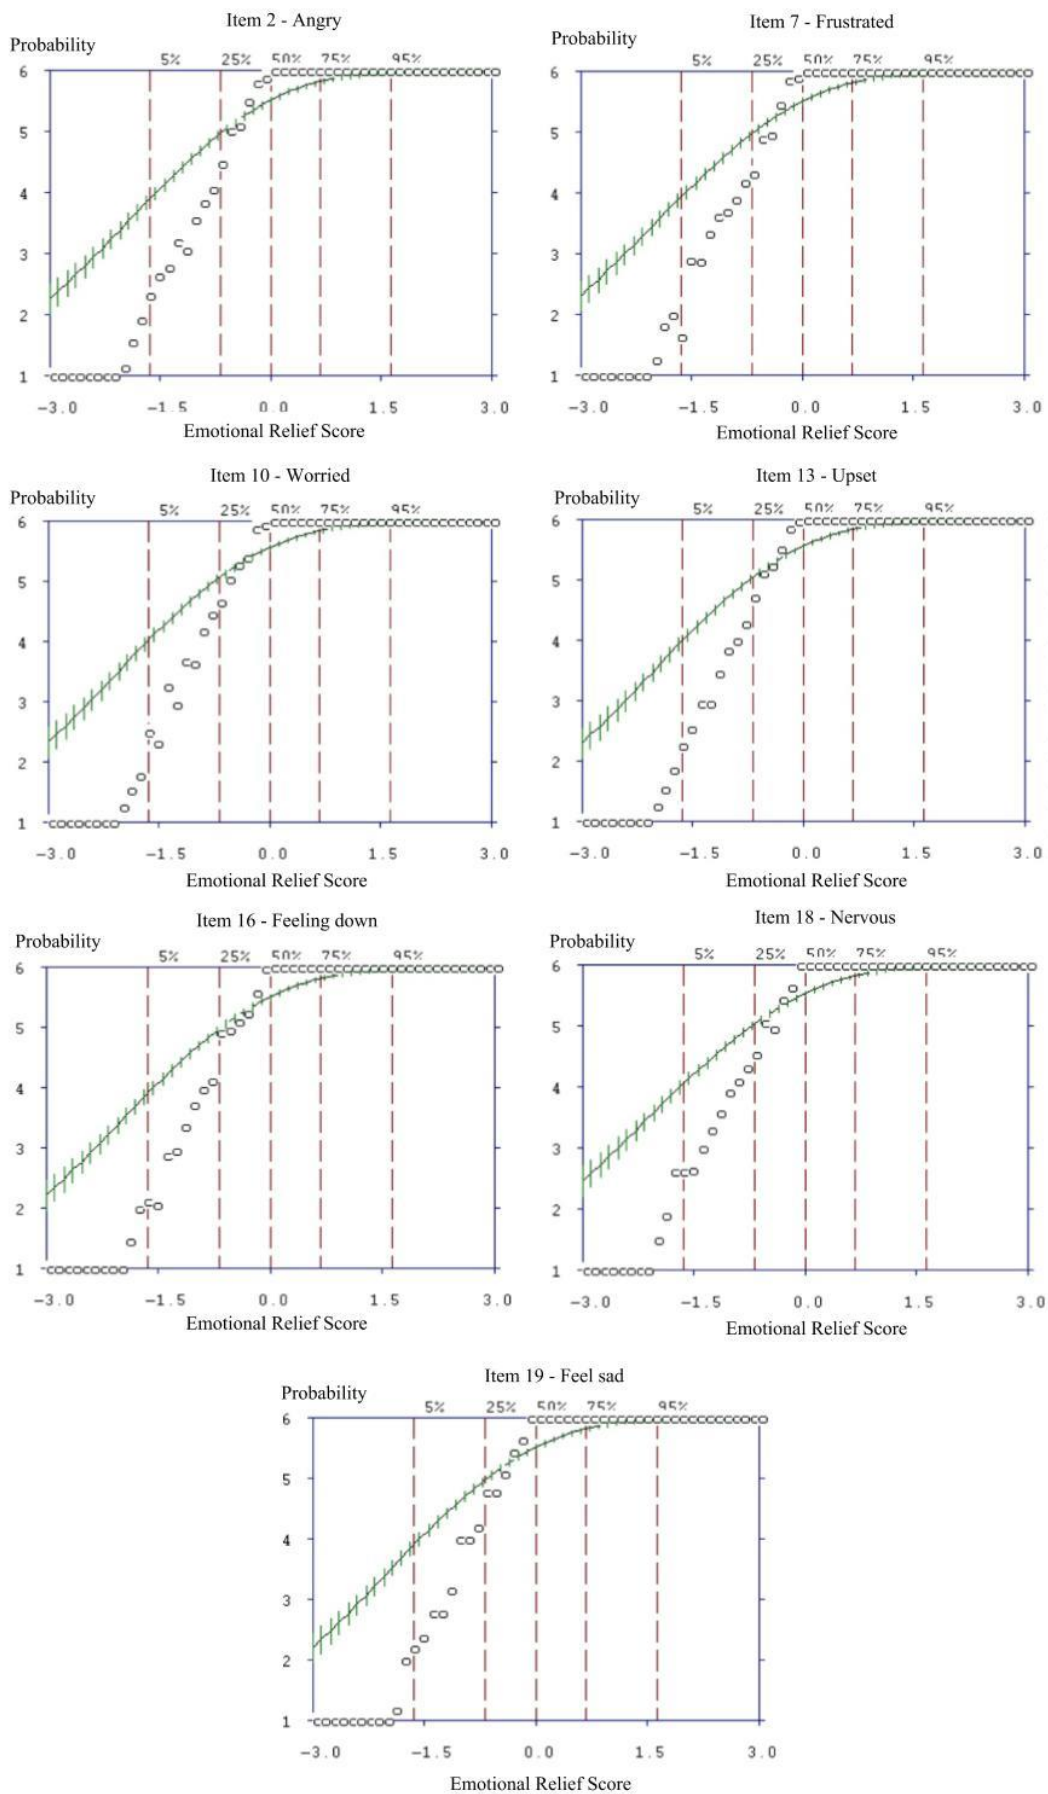 Item 2 - Angry
Probability
5% 25% 50% 75% 95%
6
5
4
3
2
1
-3.0 -1.5 0.0 1.5 3.0
Emotional Relief Score
Item 7 - Frustrated
Probability
5% 25% 50% 75% 95%
6
5
4
3
2
1
-3.0 -1.5 0.0 1.5 3.0
Emotional Relief Score
Item 10 - Worried
Probability
5% 25% 50% 75% 95%
6
5
4
3
2
1
-3.0 -1.5 0.0 1.5 3.0
Emotional Relief Score
Item 13 - Upset
Probability
5% 25% 50% 75% 95%
6
5
4
3
2
1
-3.0 -1.5 0.0 1.5 3.0
Emotional Relief Score
Item 16 - Feeling down
Probability
5% 25% 50% 75% 95%
6
5
4
3
2
1
-3.0 -1.5 0.0 1.5 3.0
Emotional Relief Score
Item 18 - Nervous
Probability
5% 25% 50% 75% 95%
6
5
4
3
2
1
-3.0 -1.5 0.0 1.5 3.0
Emotional Relief Score
Item 19 - Feel sad
Probability
5% 25% 50% 75% 95%
6
5
4
3
2
1
-3.0 -1.5 0.0 1.5 3.0
Emotional Relief Score